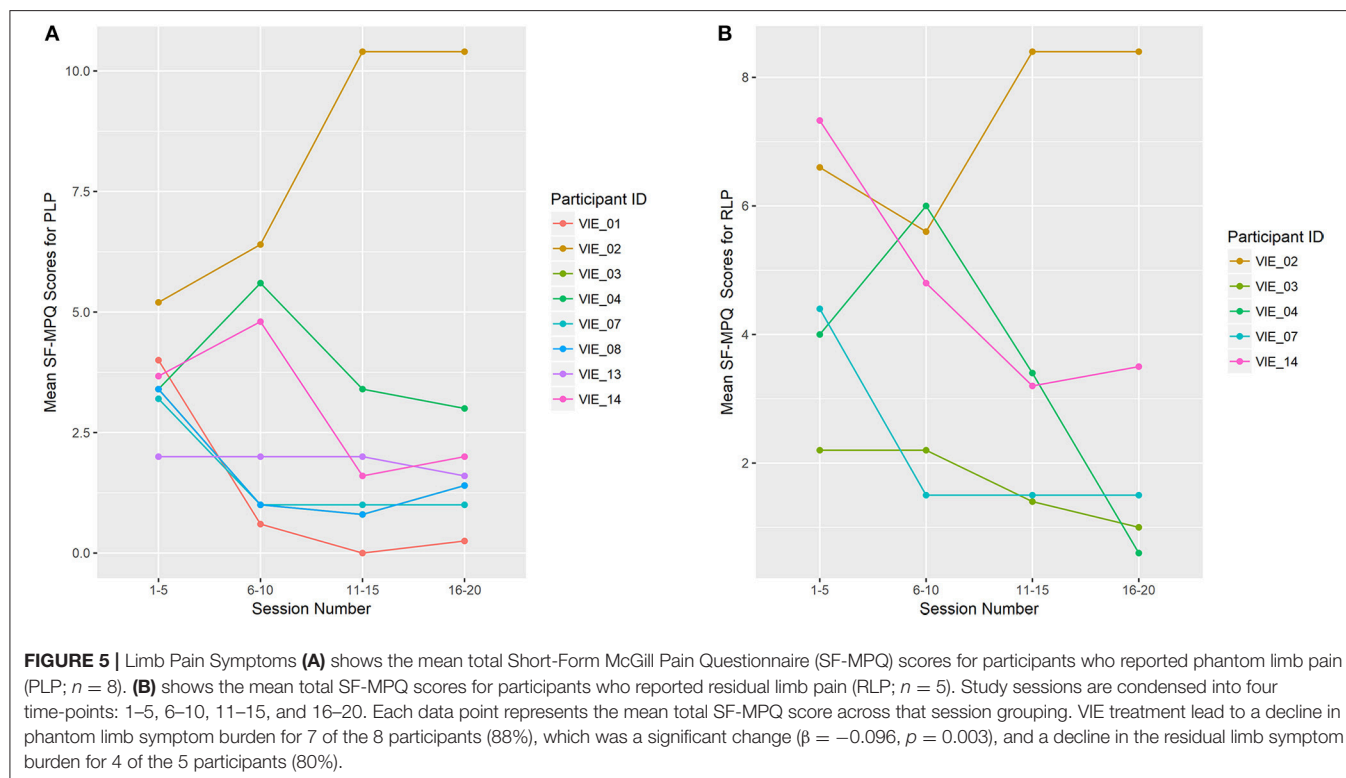 A
Mean SF-MPQ Scores for PLP
10.0
7.5
5.0
2.5
0.0
1-5
6-10
11-15
16-20
Session Number
Participant ID
VIE_01
VIE_02
VIE_03
VIE_04
VIE_07
VIE_08
VIE_13
VIE_14
B
Mean SF-MPQ Scores for RLP
8
6
4
2
1-5
6-10
11-15
16-20
Session Number
Participant ID
VIE_02
VIE_03
VIE_04
VIE_07
VIE_14
FIGURE 5 | Limb Pain Symptoms (A) shows the mean total Short-Form McGill Pain Questionnaire (SF-MPQ) scores for participants who reported phantom limb pain
(PLP; n = 8). (B) shows the mean total SF-MPQ scores for participants who reported residual limb pain (RLP; n = 5). Study sessions are condensed into four
time-points: 1–5, 6–10, 11–15, and 16–20. Each data point represents the mean total SF-MPQ score across that session grouping. VIE treatment lead to a decline in
phantom limb symptom burden for 7 of the 8 participants (88%), which was a significant change (β = −0.096, p = 0.003), and a decline in the residual limb symptom
burden for 4 of the 5 participants (80%).